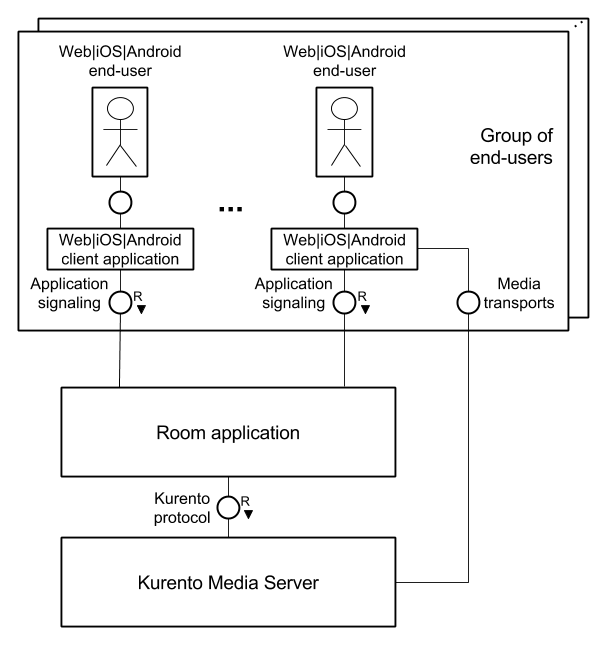 Web|iOS|Android
end-user
Web|iOS|Android
end-user
Group of
end-users
...
Web|iOS|Android
client application
Web|iOS|Android
client application
Application
signaling
R
Application
signaling
R
Media
transports
Room application
Kurento
protocol
R
Kurento Media Server